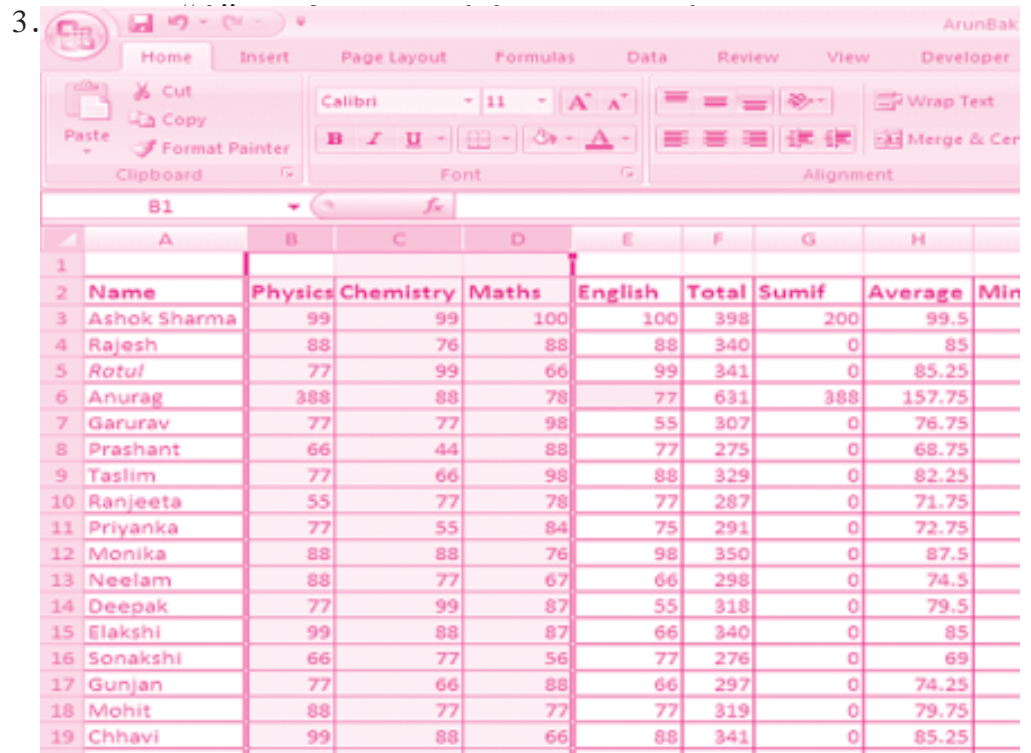 3.
ArunBak
Home Insert Page Layout Formulas Data Review View Developer
Cut
Copy
Paste
Format Painter
Calibri 11 A A Wrap Text
B I U A Merge & Cen
Clipboard Font Alignment
B1 fx
A B C D E F G H
1
2 Name Physics Chemistry Maths English Total Sumif Average Min
3 Ashok Sharma 99 99 100 100 398 200 99.5
4 Rajesh 88 76 88 88 340 0 85
5 Ratul 77 99 66 99 341 0 85.25
6 Anurag 388 88 78 77 631 388 157.75
7 Garurav 77 77 98 55 307 0 76.75
8 Prashant 66 44 88 77 275 0 68.75
9 Taslim 77 66 98 88 329 0 82.25
10 Ranjeeta 55 77 78 77 287 0 71.75
11 Priyanka 77 55 84 75 291 0 72.75
12 Monika 88 88 76 98 350 0 87.5
13 Neelam 88 77 67 66 298 0 74.5
14 Deepak 77 99 87 55 318 0 79.5
15 Elakshi 99 88 87 66 340 0 85
16 Sonakshi 66 77 56 77 276 0 69
17 Gunjan 77 66 88 66 297 0 74.25
18 Mohit 88 77 77 77 319 0 79.75
19 Chhavi 99 88 66 88 341 0 85.25